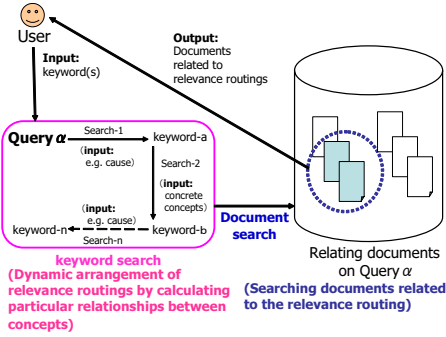 User
Input:
keyword(s)
Output:
Documents
related to
relevance routings
Query α
Search-1
keyword-a
(input:
e.g. cause)
Search-2
(input:
concrete
concepts)
(input:
e.g. cause)
keyword-n
keyword-b
Search-n
Document
search
keyword search
(Dynamic arrangement of
relevance routings by calculating
particular relationships between
concepts)
Relating documents
on Query α
(Searching documents related
to the relevance routing)